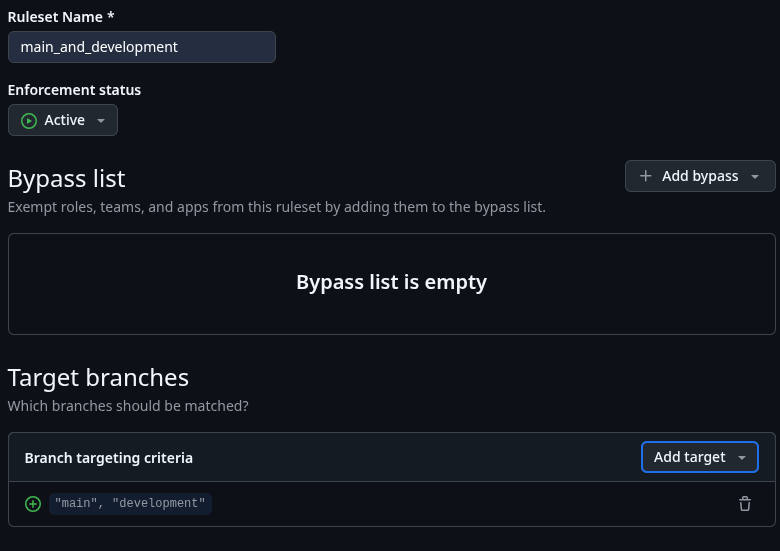 Ruleset Name *
main_and_development
Enforcement status
Active
Bypass list
Add bypass
Exempt roles, teams, and apps from this ruleset by adding them to the bypass list.
Bypass list is empty
Target branches
Which branches should be matched?
Branch targeting criteria
Add target
"main", "development"